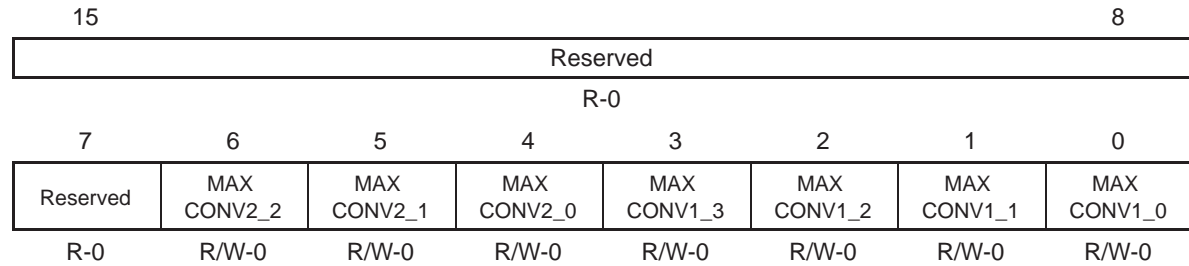 15 8
Reserved
R-0
7 6 5 4 3 2 1 0
Reserved MAX MAX MAX MAX MAX MAX MAX
CONV2_2 CONV2_1 CONV2_0 CONV1_3 CONV1_2 CONV1_1 CONV1_0
R-0 R/W-0 R/W-0 R/W-0 R/W-0 R/W-0 R/W-0 R/W-0